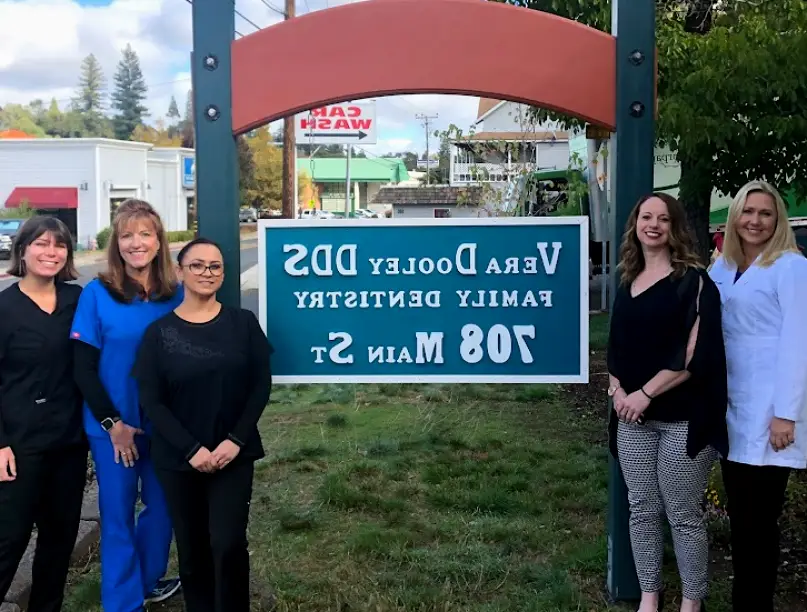 CAR
WASH
VERA DOOLEY DDS
FAMILY DENTISTRY
708 MAIN ST